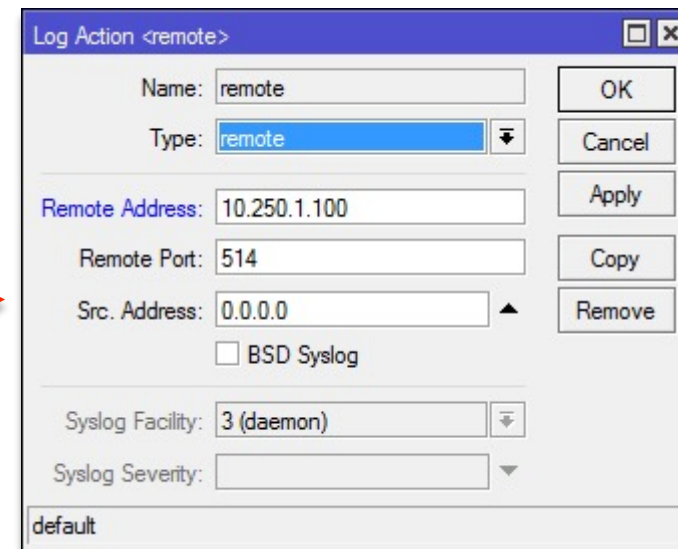 Log Action <remote>
Name: remote
OK
Type: remote
Cancel
Remote Address: 10.250.1.100
Apply
Remote Port: 514
Copy
Src. Address: 0.0.0.0
Remove
BSD Syslog
Syslog Facility: 3 (daemon)
Syslog Severity:
default